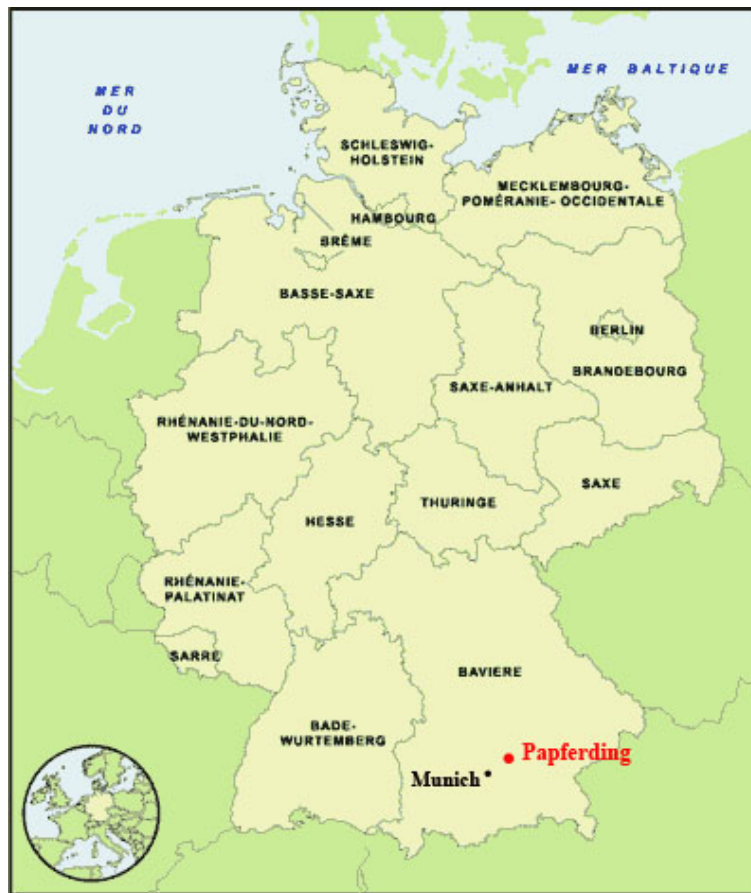 MER
DU
NORD
MER BALTIQUE
SCHLESWIG-
HOLSTEIN
MECKLEMBOURG-
POMÉRANIE- OCCIDENTALE
HAMBOURG
BRÊME
BASSE-SAXE
BERLIN
BRANDEBOURG
SAXE-ANHALT
RHÉNANIE-DU-NORD-
WESTPHALIE
SAXE
THURINGE
HESSE
RHÉNANIE-
PALATINAT
SARRE
BAVIERE
BADE-
WURTEMBERG
Papferding
Munich